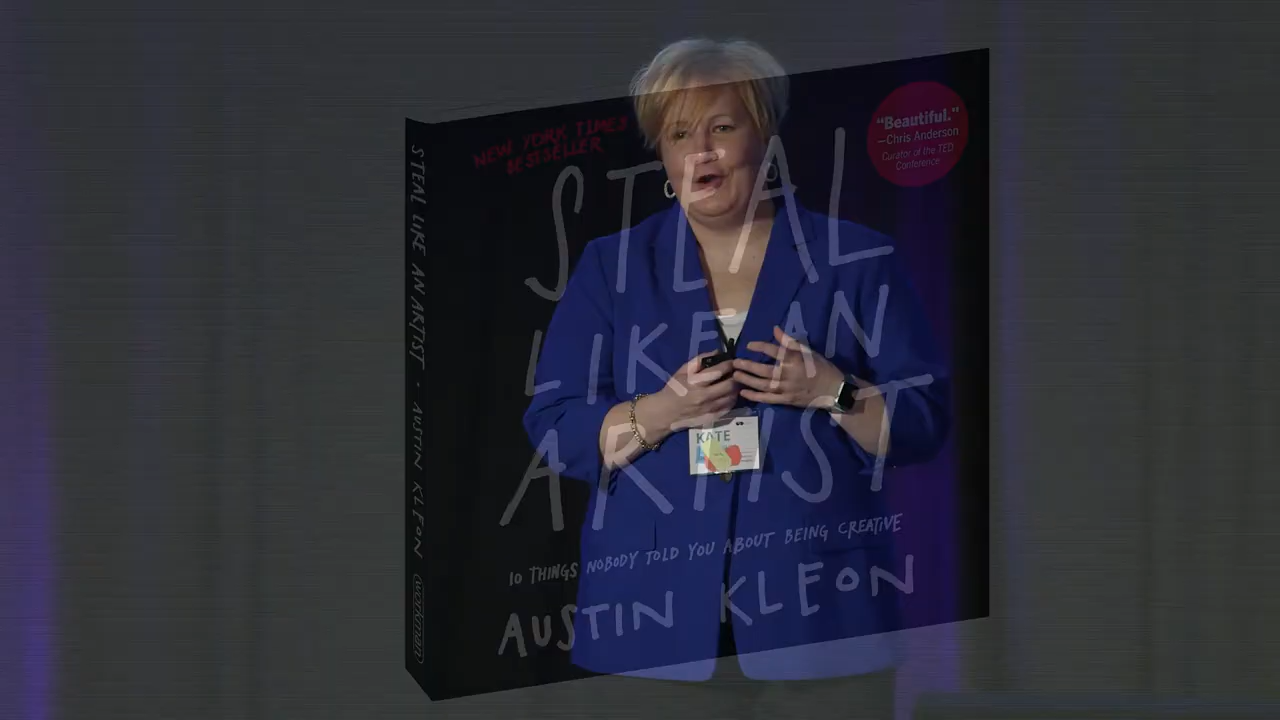 STEAL LIKE AN ARTIST · AUSTIN KLEON workman
NEW YORK TIMES
BESTSELLER
"Beautiful."
—Chris Anderson
Curator of the TED
Conference
STEAL
LIKE AN
ARTIST
KATE
10 THINGS NOBODY TOLD YOU ABOUT BEING CREATIVE
AUSTIN KLEON